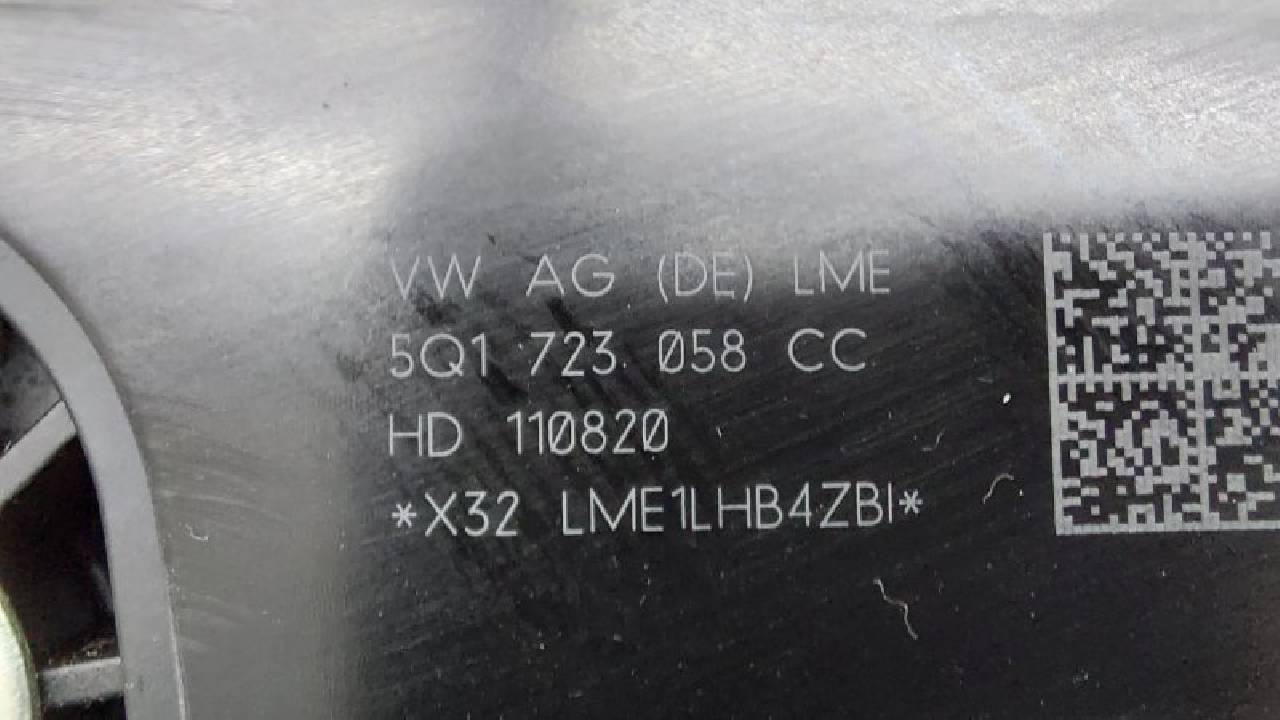 VW AG (DE) LME
5Q1 723 058 CC
HD 110820
*X32 LME1LHB4ZBI*